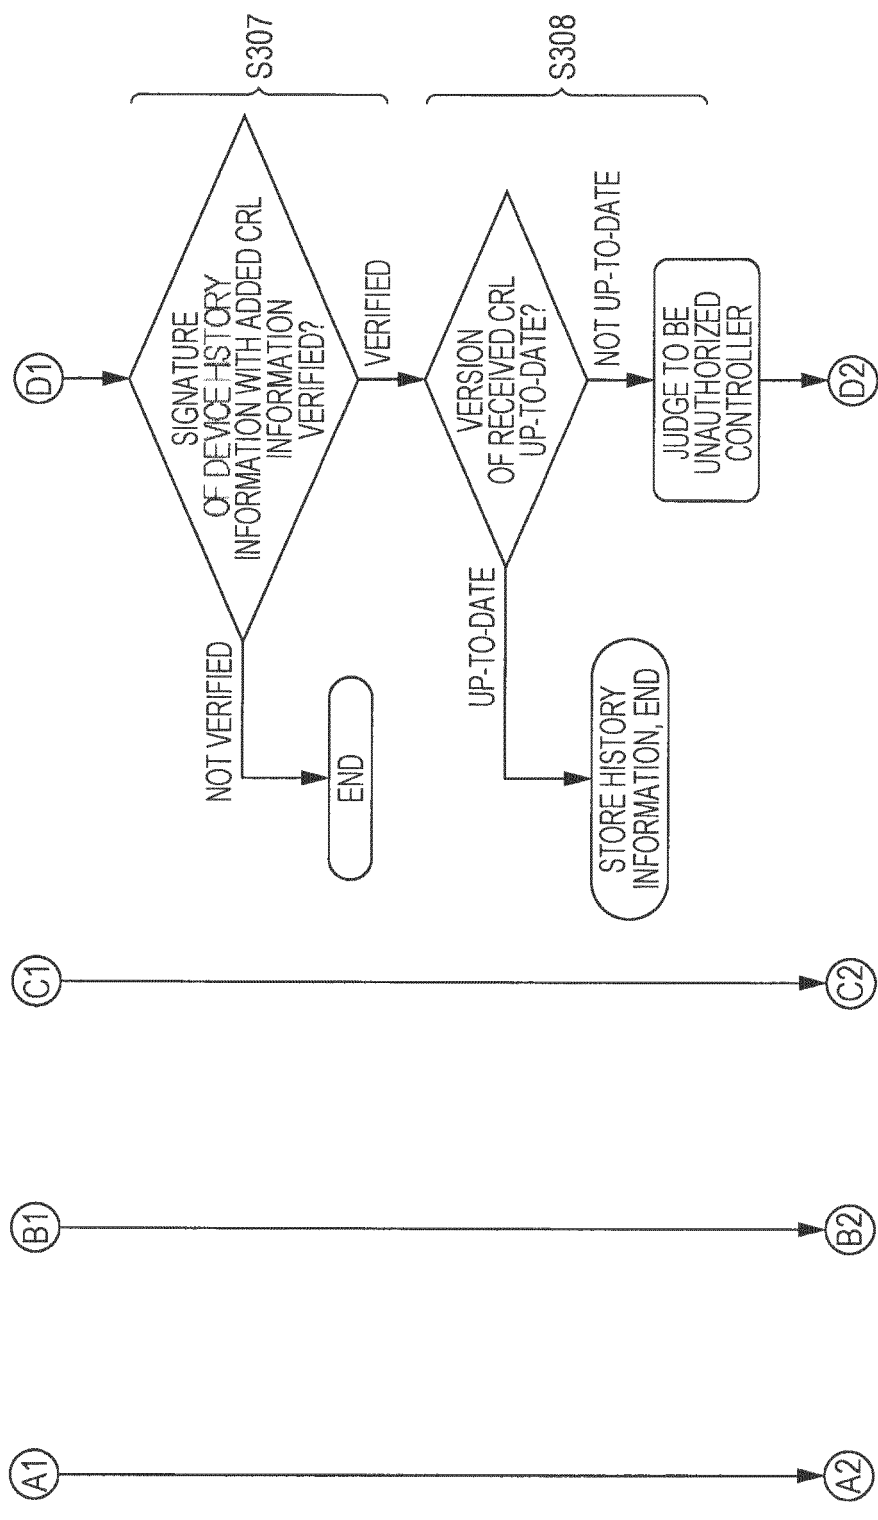 A1
B1
C1
D1
SIGNATURE
OF DEVICE HISTORY
INFORMATION WITH ADDED CRL
INFORMATION
VERIFIED?
S307
NOT VERIFIED
VERIFIED
END
VERSION
OF RECEIVED CRL
UP-TO-DATE?
S308
UP-TO-DATE
NOT UP-TO-DATE
STORE HISTORY
INFORMATION, END
JUDGE TO BE
UNAUTHORIZED
CONTROLLER
A2
B2
C2
D2